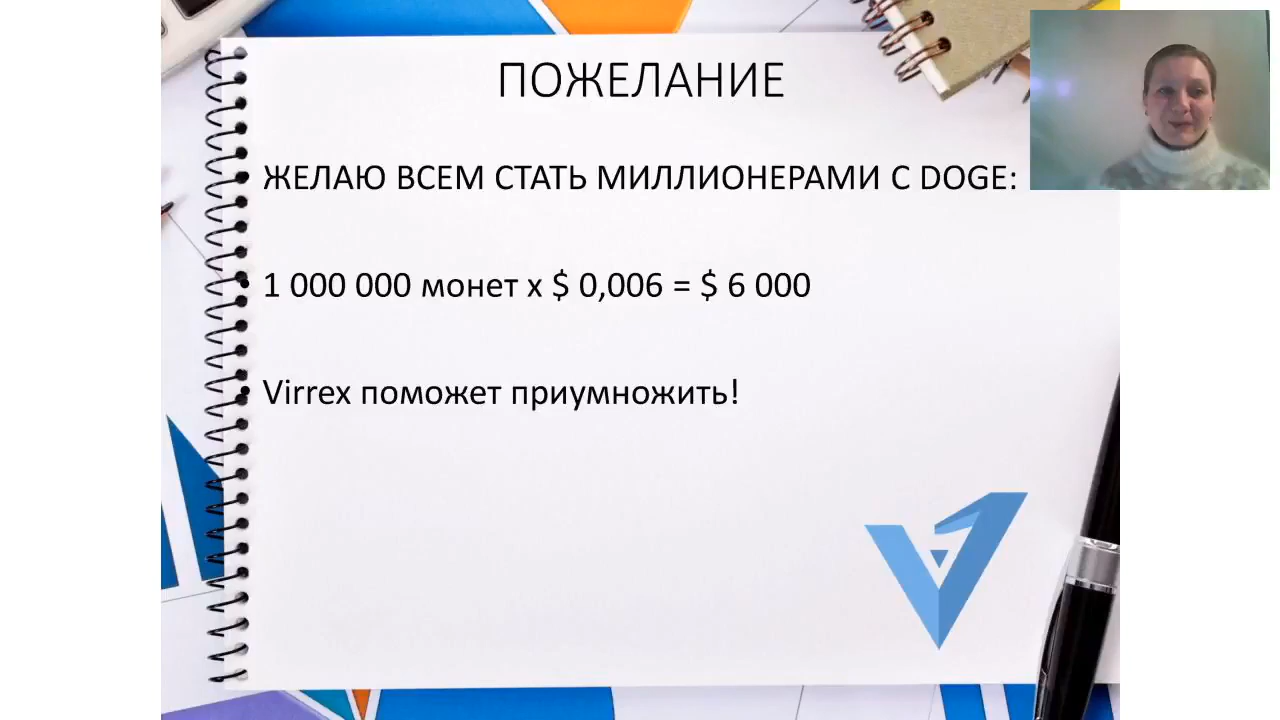 ПОЖЕЛАНИЕ
ЖЕЛАЮ ВСЕМ СТАТЬ МИЛЛИОНЕРАМИ С DOGE:
• 1 000 000 монет х $ 0,006 = $ 6 000
• Virrex поможет приумножить!